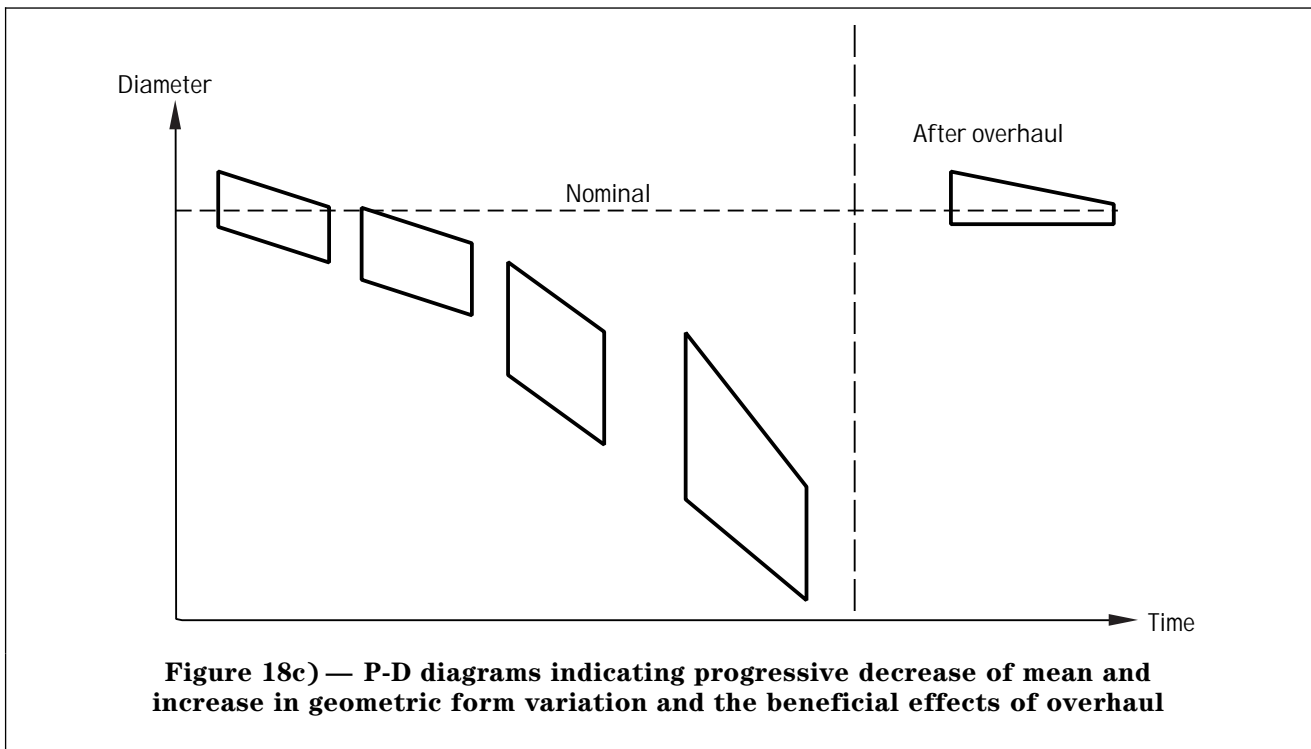 Diameter
After overhaul
Nominal
Time
Figure 18c) — P-D diagrams indicating progressive decrease of mean and
increase in geometric form variation and the beneficial effects of overhaul